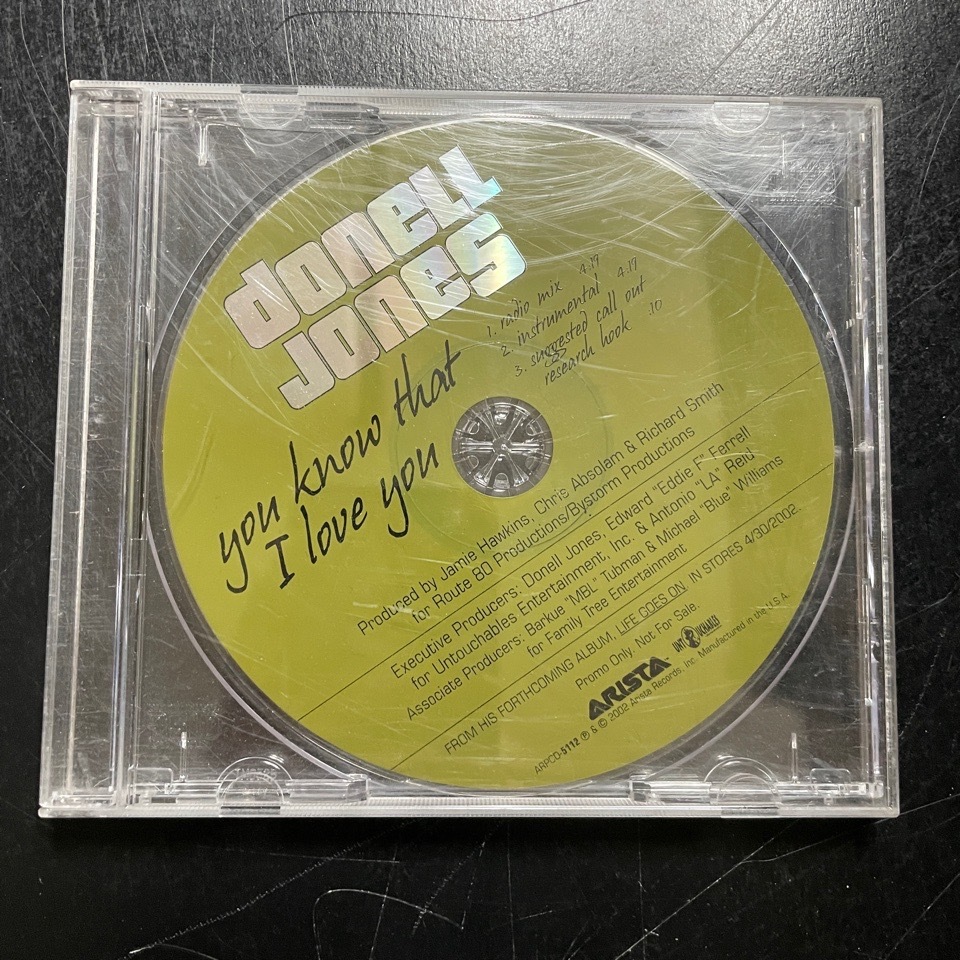 donell
jones
you know that
I love you
1. radio mix 4:19
2. instrumental 4:19
3. suggested call out
research hook :10
Produced by Jamie Hawkins, Chris Absolam & Richard Smith
for Route 80 Productions/Bystorm Productions
Executive Producers: Donell Jones, Edward "Eddie F" Ferrell
for Untouchables Entertainment, Inc. & Antonio "LA" Reid
Associate Producers: Barkue "MBL" Tubman & Michael "Blue" Williams
for Family Tree Entertainment
FROM HIS FORTHCOMING ALBUM, LIFE GOES ON. IN STORES 4/30/2002.
Promo Only. Not For Sale.
ARISTA
ARPCD-5112 ℗ & © 2002 Arista Records, Inc. Manufactured in the U.S.A.